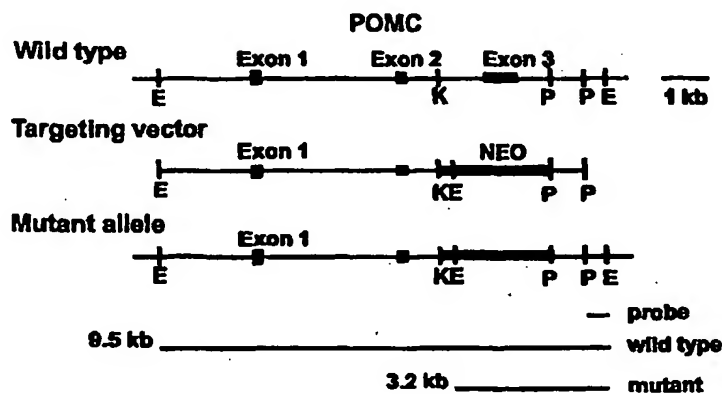 POMC
Wild type
Exon 1 Exon 2 Exon 3
E K P P E 1 kb
Targeting vector
Exon 1 NEO
E KE P P
Mutant allele
Exon 1
E KE P P E
probe
9.5 kb wild type
3.2 kb mutant